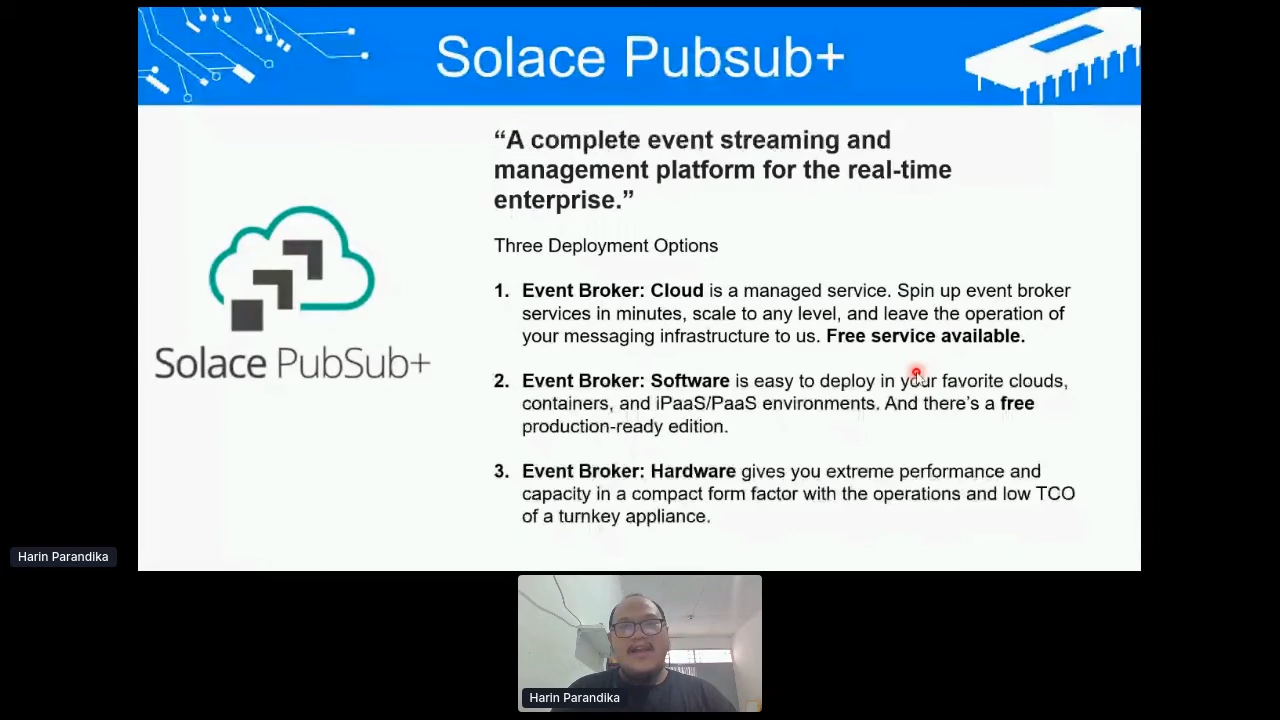 Solace Pubsub+
“A complete event streaming and
management platform for the real-time
enterprise.”
Three Deployment Options
1. Event Broker: Cloud is a managed service. Spin up event broker
services in minutes, scale to any level, and leave the operation of
your messaging infrastructure to us. Free service available.
2. Event Broker: Software is easy to deploy in your favorite clouds,
containers, and iPaaS/PaaS environments. And there’s a free
production-ready edition.
3. Event Broker: Hardware gives you extreme performance and
capacity in a compact form factor with the operations and low TCO
of a turnkey appliance.
Solace PubSub+
Harin Parandika
Harin Parandika